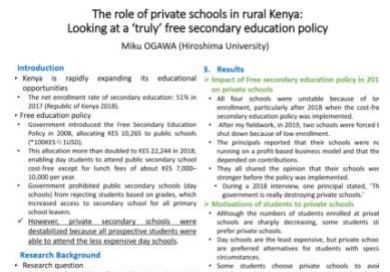 The role of private schools in rural Kenya:
Looking at a 'truly' free secondary education policy
Miku OGAWA (Hiroshima University)
Introduction
• Kenya is rapidly expanding its educational
opportunities
• The net enrollment rate of secondary education: 51% in
2017 (Republic of Kenya 2018).
• Free education policy
• Government introduced the Free Secondary Education
Policy in 2008, allocating KES 10,265 to public schools
(*100KES≒1USD).
• This allocation more than doubled to KES 22,244 in 2018,
enabling day students to attend public secondary school
cost-free except for lunch fees of about KES 7,000–
10,000 per year.
• Government prohibited public secondary schools (day
schools) from rejecting students based on grades, which
increased access to secondary school for all primary
school leavers.
✓ However, private secondary schools were
destabilized because all prospective students were
able to attend the less expensive day schools.
Research Background
• Research question
3. Results
➢ Impact of Free secondary education policy in 201
on private schools
• All four schools were unstable because of low
enrollment, particularly after 2018 when the cost-fre
secondary education policy was implemented.
• After my fieldwork, in 2019, two schools were forced t
shut down because of low enrollment.
• The principals reported that their schools were no
running on a profit based business model and that the
depended on contributions.
• They all shared the opinion that their schools wer
stronger before the policy was implemented.
• During a 2018 interview, one principal stated, 'Th
government is really destroying private schools.'
➢ Motivations of students to private schools
• Although the numbers of students enrolled at privat
schools are sharply decreasing, some students sti
prefer private schools.
• Day schools are the least expensive, but private school
are preferred alternatives for students with speci
circumstances.
• Some students choose private schools to avoi